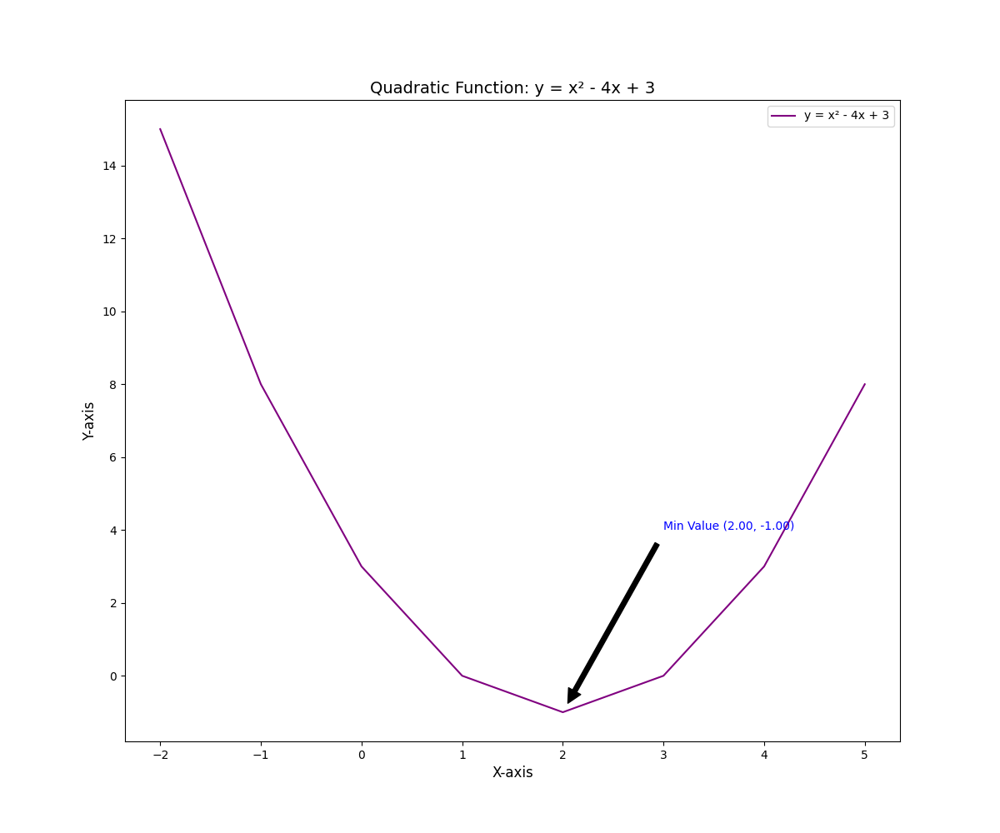 Quadratic Function: y = x² - 4x + 3
y = x² - 4x + 3
14
12
10
8
6
4
2
0
Y-axis
Min Value (2.00, -1.00)
−2 −1 0 1 2 3 4 5
X-axis